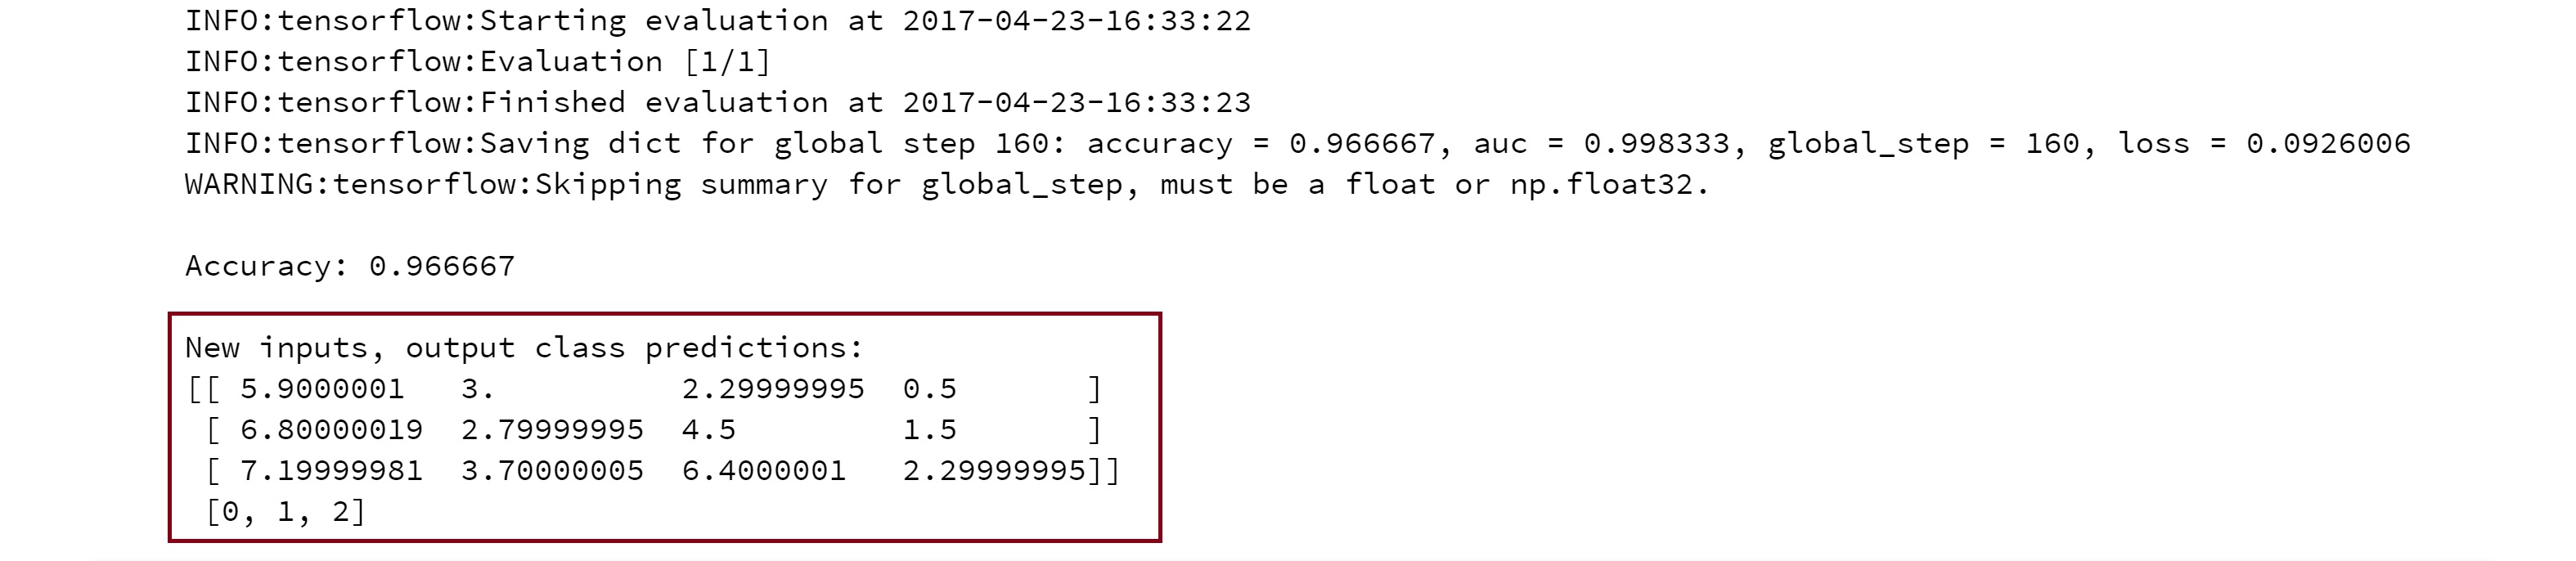 INFO:tensorflow:Starting evaluation at 2017-04-23-16:33:22
INFO:tensorflow:Evaluation [1/1]
INFO:tensorflow:Finished evaluation at 2017-04-23-16:33:23
INFO:tensorflow:Saving dict for global step 160: accuracy = 0.966667, auc = 0.998333, global_step = 160, loss = 0.0926006
WARNING:tensorflow:Skipping summary for global_step, must be a float or np.float32.
Accuracy: 0.966667
New inputs, output class predictions:
[[ 5.9000001   3.          2.29999995  0.5       ]
 [ 6.80000019  2.79999995  4.5         1.5       ]
 [ 7.19999981  3.70000005  6.4000001   2.29999995]]
 [0, 1, 2]